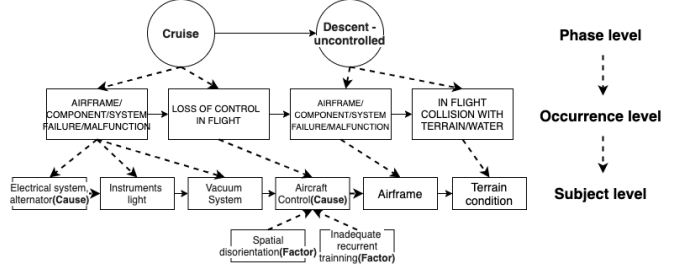 Cruise
Descent -
uncontrolled
Phase level
AIRFRAME/
COMPONENT/SYSTEM
FAILURE/MALFUNCTION
LOSS OF CONTROL
IN FLIGHT
AIRFRAME/
COMPONENT/SYSTEM
FAILURE/MALFUNCTION
IN FLIGHT
COLLISION WITH
TERRAIN/WATER
Occurrence level
Electrical system,
alternator(Cause)
Instruments
light
Vacuum
System
Aircraft
Control(Cause)
Airframe
Terrain
condition
Subject level
Spatial
disorientation(Factor)
Inadequate
recurrent
trainning(Factor)